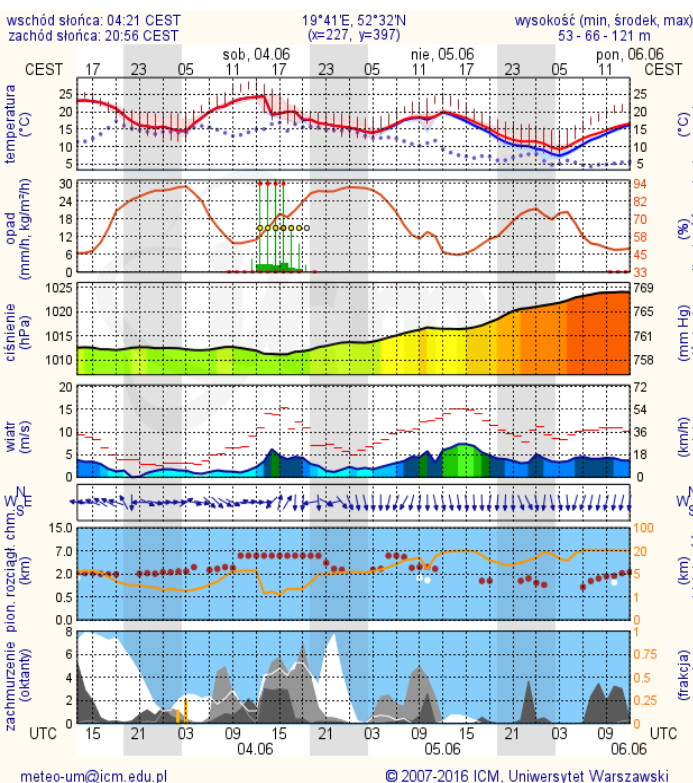 wschód słońca: 04:21 CEST 19°41'E, 52°32'N wysokość (min, środek, max)
zachód słońca: 20:56 CEST (x=227, y=397) 53 - 66 - 121 m
sob, 04.06 nie, 05.06 pon, 06.06
CEST 17 23 05 11 17 23 05 11 17 23 05 11 CEST
temperatura
(°C)
25
20
15
10
5
25
20
15
10
5
(°C)
opad
(mm/h, kg/m²/h)
30
24
18
12
6
0
94
82
70
58
45
33
(%)
ciśnienie
(hPa)
1025
1020
1015
1010
769
765
761
758
(mm Hg)
wiatr
(m/s)
20
15
10
5
0
72
54
36
18
0
(km/h)
N
W E
S
N
W
S
pion. rozciągł. chm.
(km)
15.0
7.0
2.0
0.5
0.0
100
20
5
1
0
(km)
zachmurzenie
(oktanty)
8
6
4
2
0
1
0.75
0.5
0.25
0
(frakcja)
UTC 15 21 03 09 15 21 03 09 15 21 03 09 UTC
04.06 05.06 06.06
meteo-um@icm.edu.pl © 2007-2016 ICM, Uniwersytet Warszawski